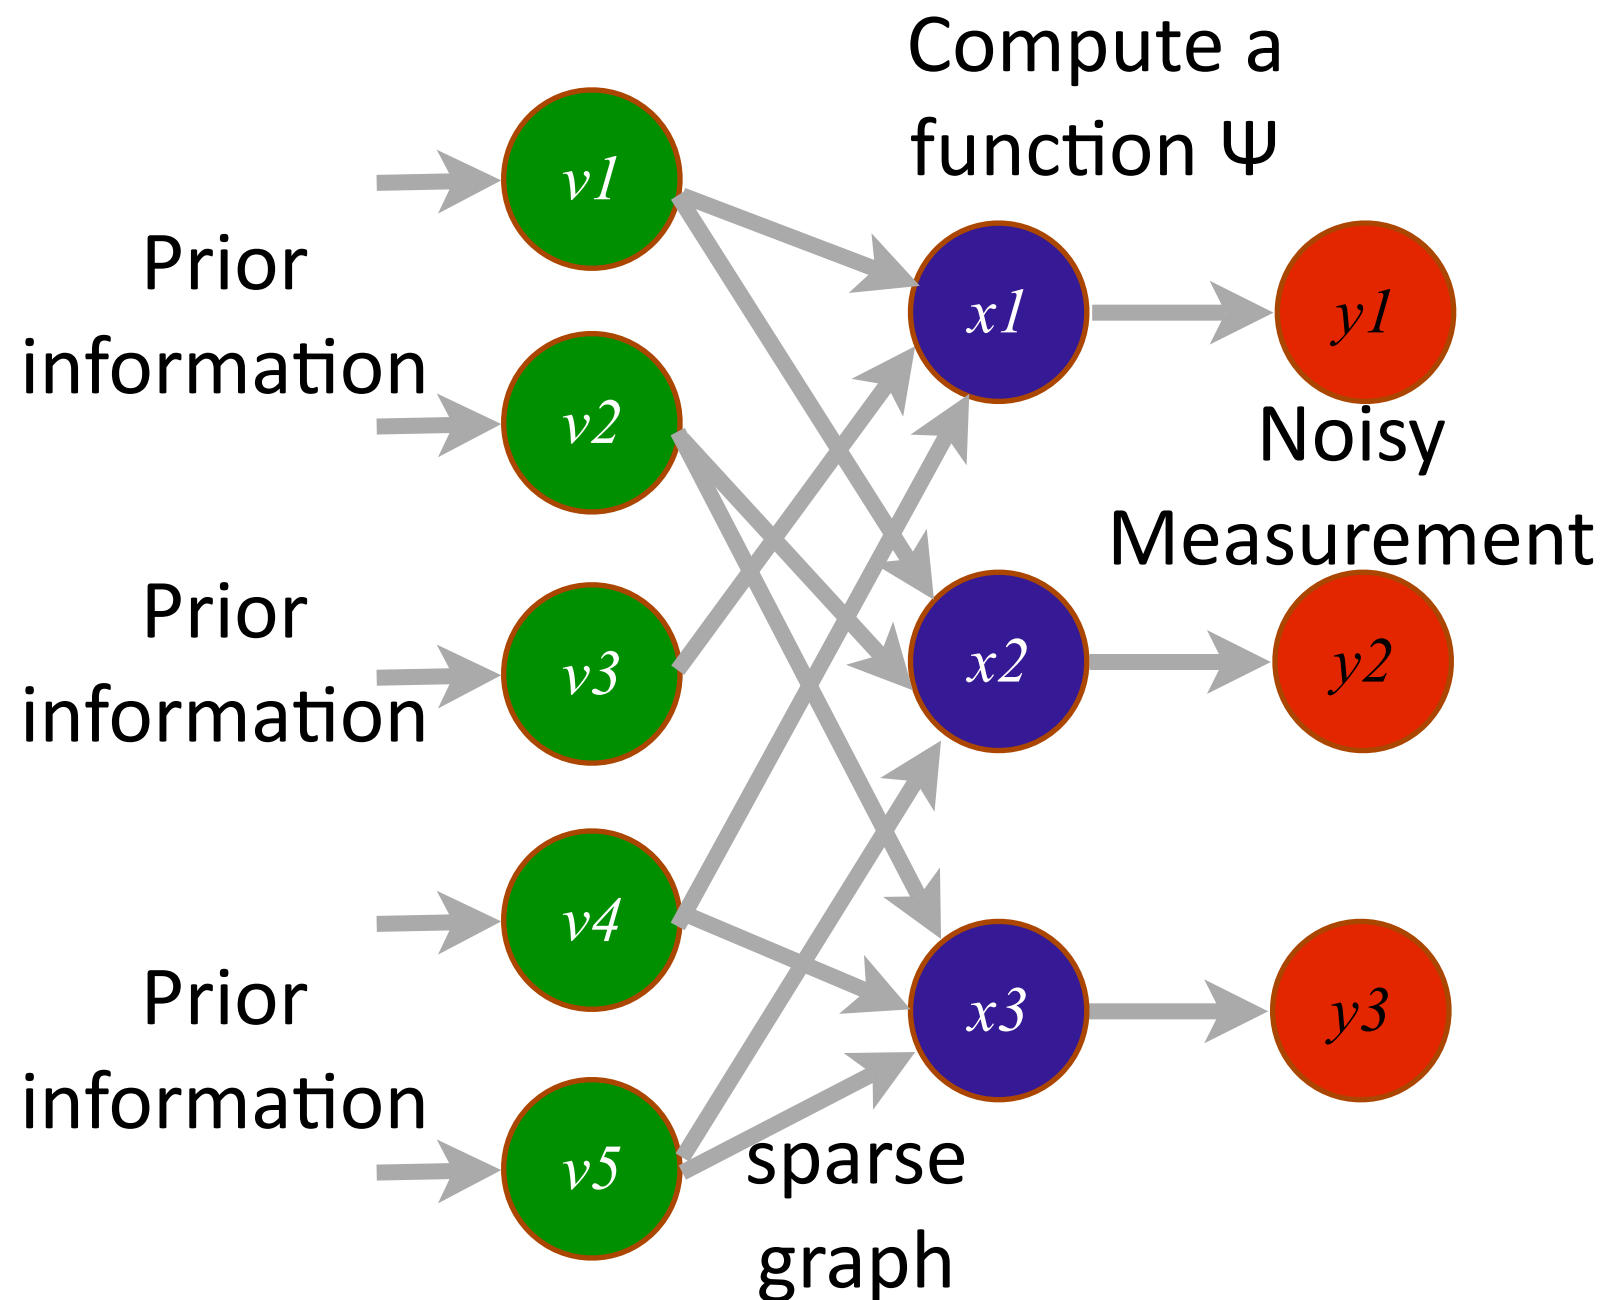 Compute a
function Ψ
v1
Prior
information
x1
y1
v2
Noisy
Measurement
Prior
information
v3
x2
y2
v4
Prior
information
x3
y3
v5
sparse
graph